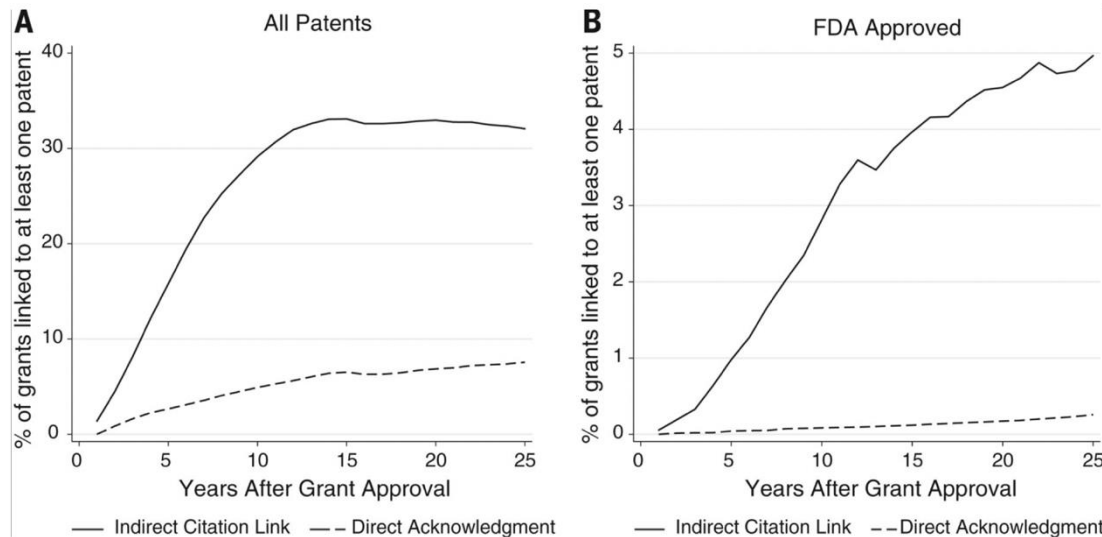 A
All Patents
% of grants linked to at least one patent
40
30
20
10
0
0
5
10
15
20
25
Years After Grant Approval
Indirect Citation Link
Direct Acknowledgment
B
FDA Approved
% of grants linked to at least one patent
5
4
3
2
1
0
0
5
10
15
20
25
Years After Grant Approval
Indirect Citation Link
Direct Acknowledgment